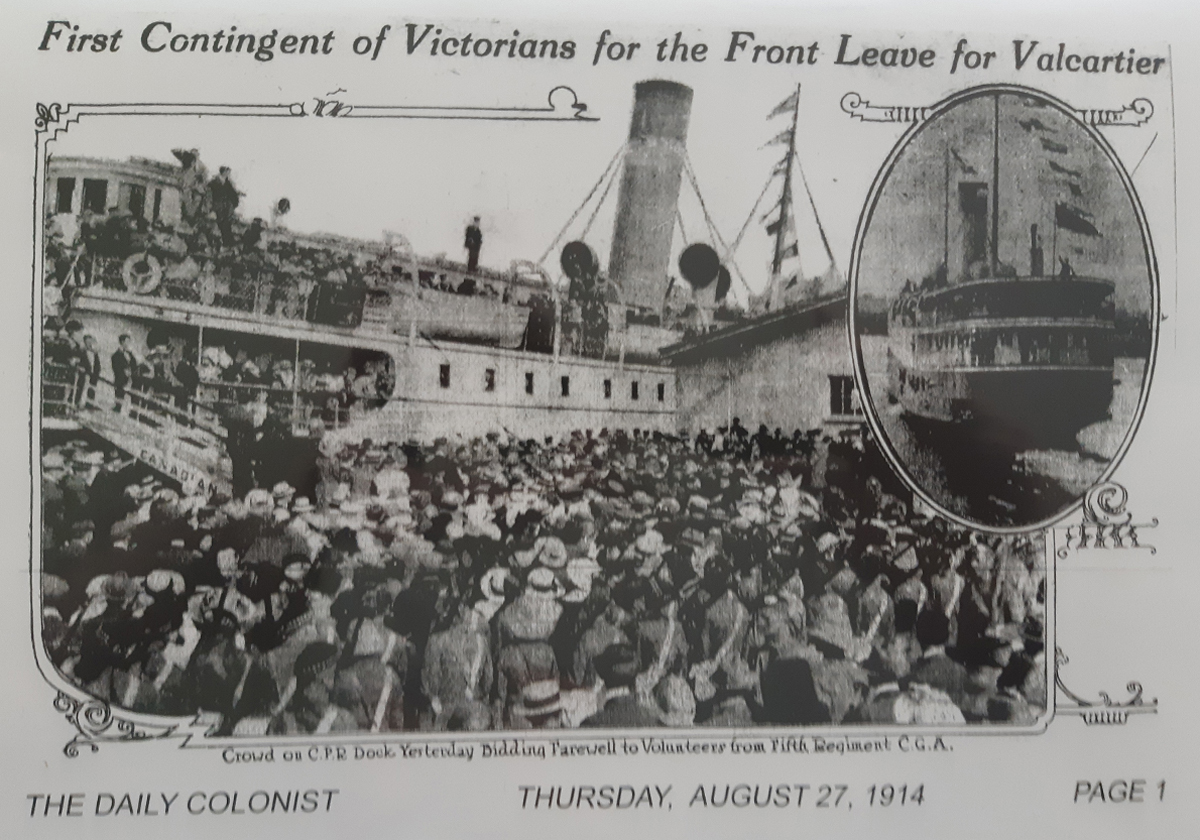 First Contingent of Victorians for the Front Leave for Valcartier
CANADIA
Crowd on C.P.R Dock Yesterday Bidding Farewell to Volunteers from Fifth Regiment C.G.A.
THE DAILY COLONIST THURSDAY, AUGUST 27, 1914 PAGE 1